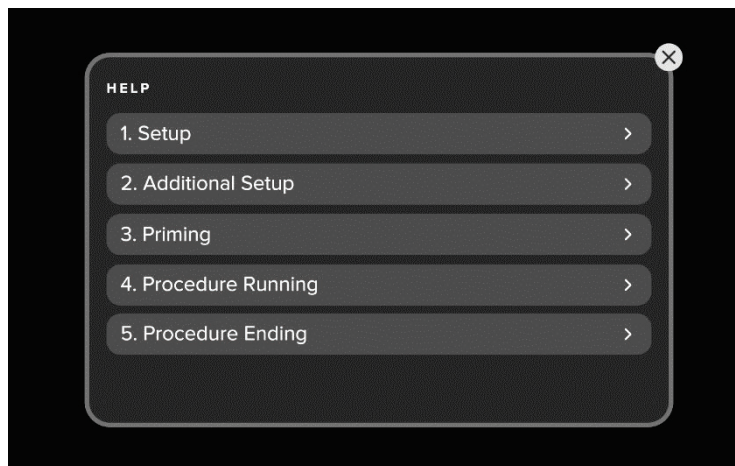 HELP
1. Setup
2. Additional Setup
3. Priming
4. Procedure Running
5. Procedure Ending